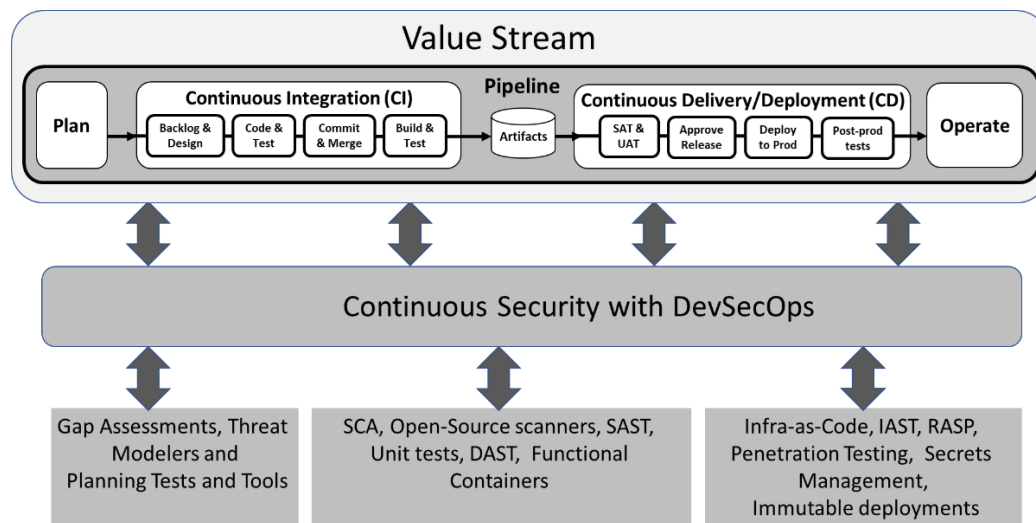 Value Stream
Pipeline
Plan
Continuous Integration (CI)
Backlog &
Design
Code &
Test
Commit
& Merge
Build &
Test
Artifacts
Continuous Delivery/Deployment (CD)
SAT &
UAT
Approve
Release
Deploy
to Prod
Post-prod
tests
Operate
Continuous Security with DevSecOps
Gap Assessments, Threat
Modelers and
Planning Tests and Tools
SCA, Open-Source scanners, SAST,
Unit tests, DAST, Functional
Containers
Infra-as-Code, IAST, RASP,
Penetration Testing, Secrets
Management,
Immutable deployments